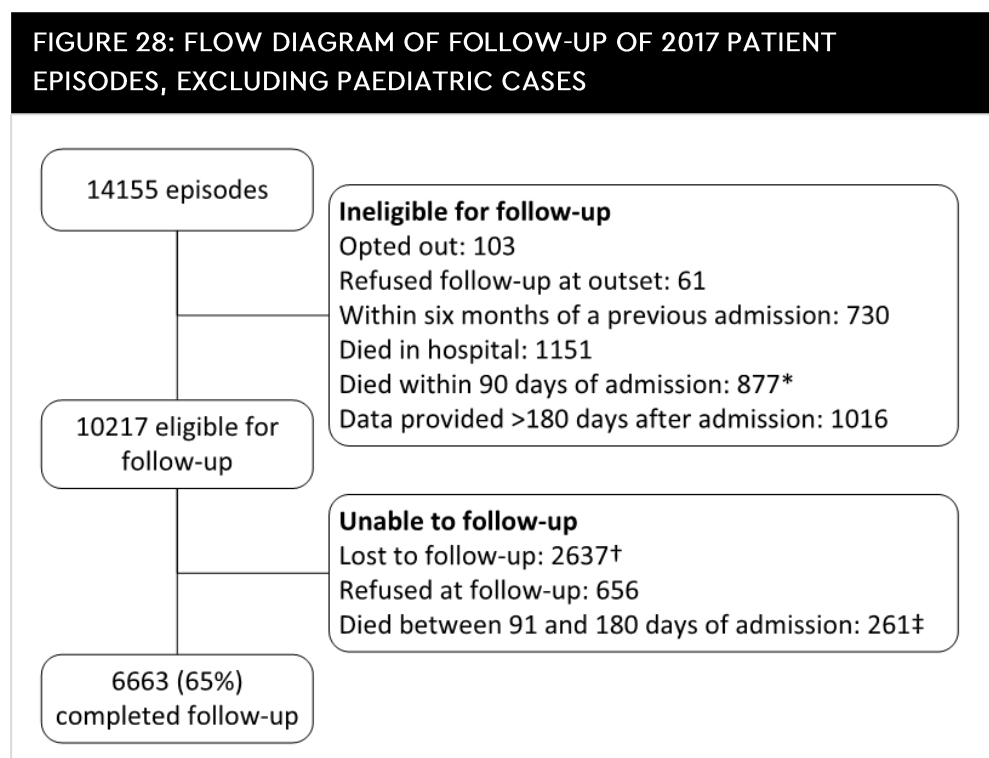 FIGURE 28: FLOW DIAGRAM OF FOLLOW-UP OF 2017 PATIENT
EPISODES, EXCLUDING PAEDIATRIC CASES
14155 episodes
Ineligible for follow-up
Opted out: 103
Refused follow-up at outset: 61
Within six months of a previous admission: 730
Died in hospital: 1151
Died within 90 days of admission: 877*
Data provided >180 days after admission: 1016
10217 eligible for
follow-up
Unable to follow-up
Lost to follow-up: 2637†
Refused at follow-up: 656
Died between 91 and 180 days of admission: 261‡
6663 (65%)
completed follow-up